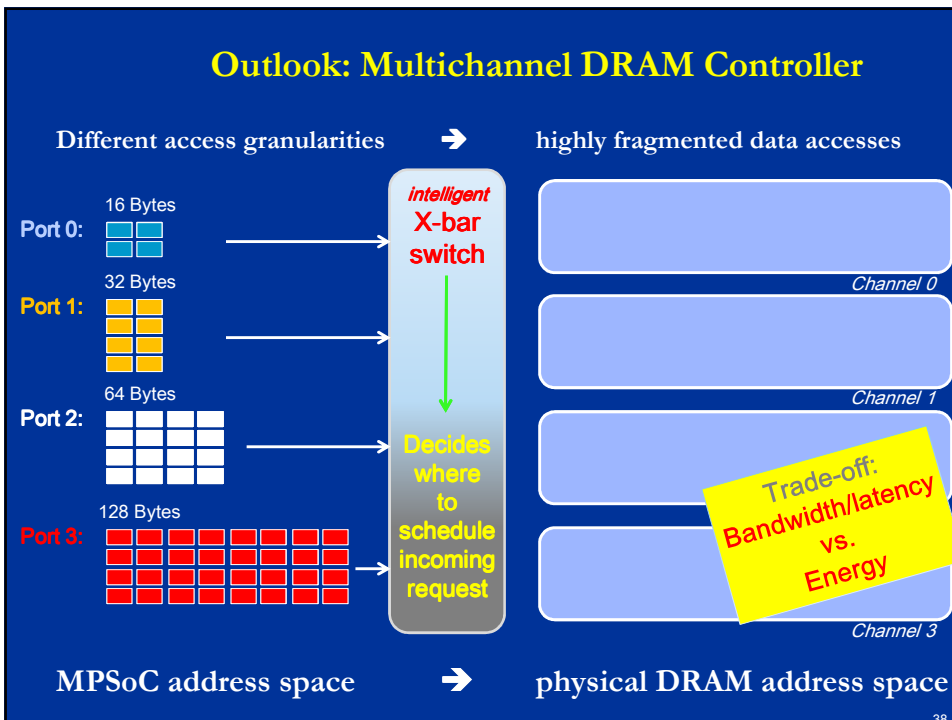 Outlook: Multichannel DRAM Controller
Different access granularities ➔ highly fragmented data accesses
16 Bytes
Port 0:
32 Bytes
Port 1:
64 Bytes
Port 2:
128 Bytes
Port 3:
intelligent
X-bar
switch
Decides
where
to
schedule
incoming
request
Channel 0
Channel 1
Trade-off:
Bandwidth/latency
vs.
Energy
Channel 3
MPSoC address space ➔ physical DRAM address space
38